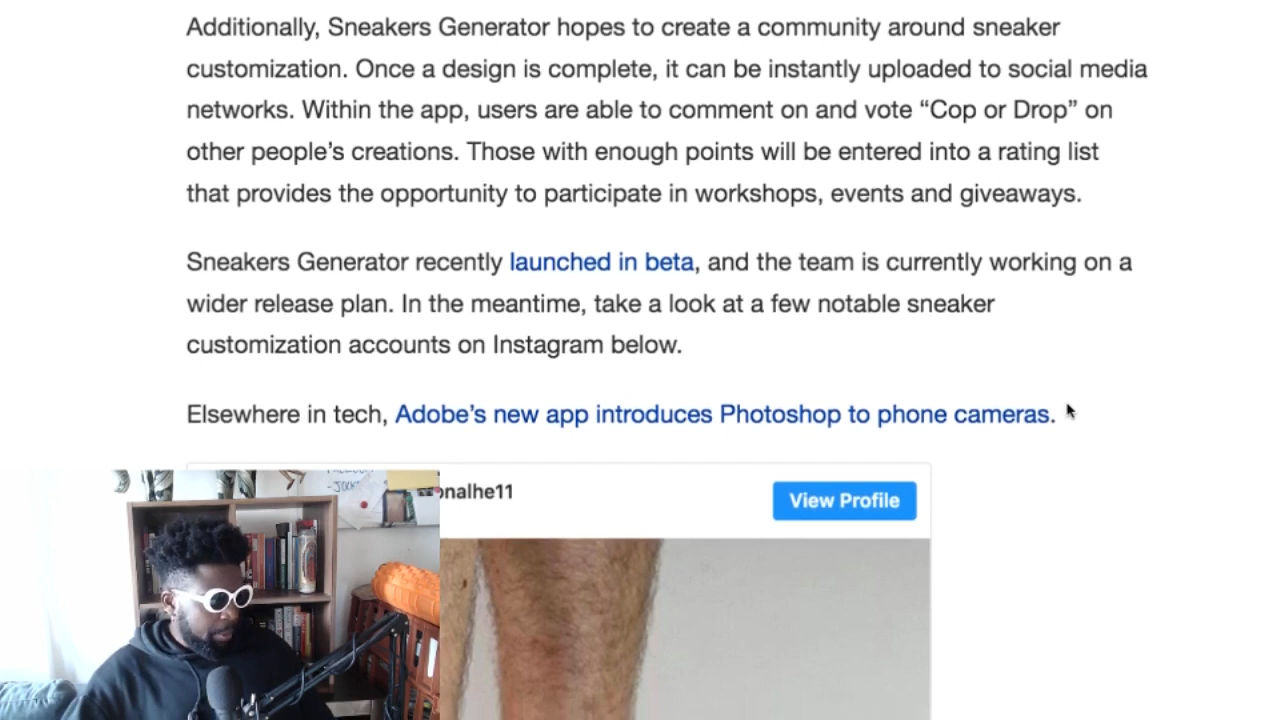 Additionally, Sneakers Generator hopes to create a community around sneaker
customization. Once a design is complete, it can be instantly uploaded to social media
networks. Within the app, users are able to comment on and vote “Cop or Drop” on
other people’s creations. Those with enough points will be entered into a rating list
that provides the opportunity to participate in workshops, events and giveaways.
Sneakers Generator recently launched in beta, and the team is currently working on a
wider release plan. In the meantime, take a look at a few notable sneaker
customization accounts on Instagram below.
Elsewhere in tech, Adobe’s new app introduces Photoshop to phone cameras.
View Profile